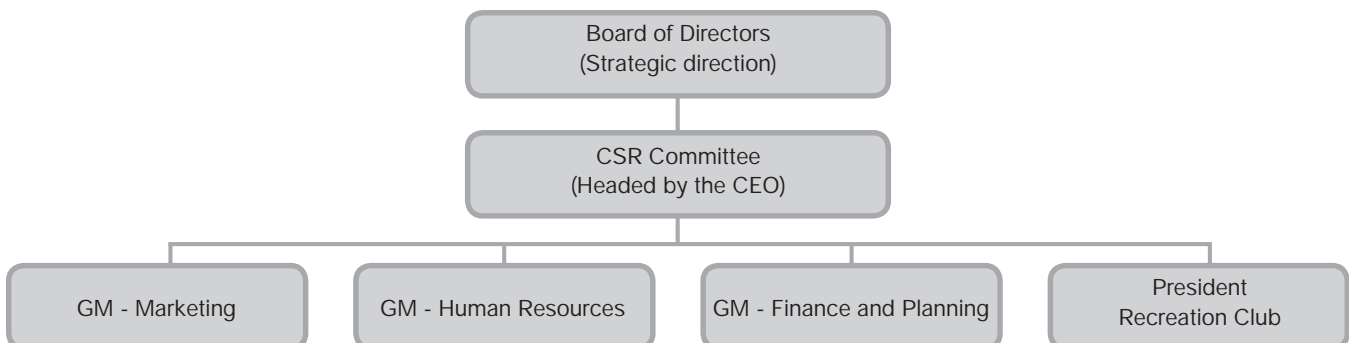 Board of Directors
(Strategic direction)
CSR Committee
(Headed by the CEO)
GM - Marketing
GM - Human Resources
GM - Finance and Planning
President
Recreation Club